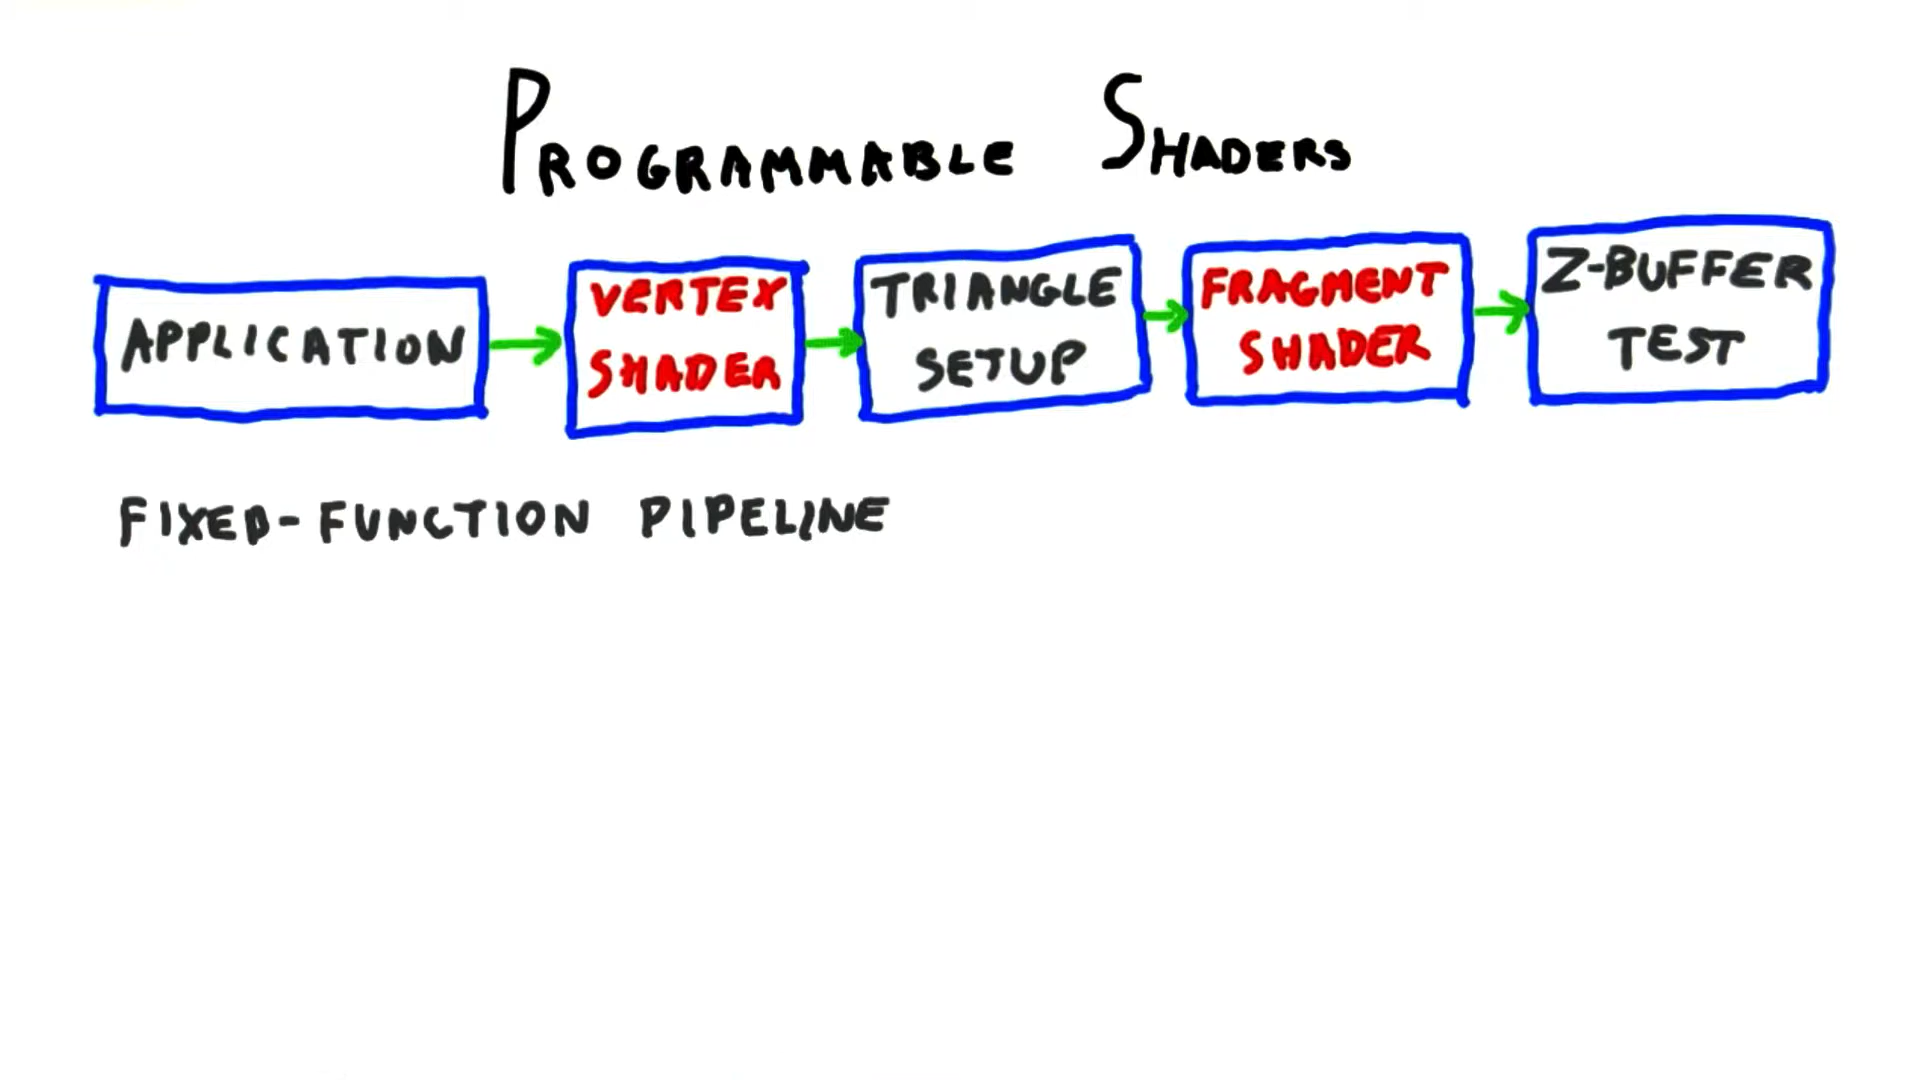 PROGRAMMABLE SHADERS
APPLICATION
VERTEX
SHADER
TRIANGLE
SETUP
FRAGMENT
SHADER
Z-BUFFER
TEST
FIXED-FUNCTION PIPELINE